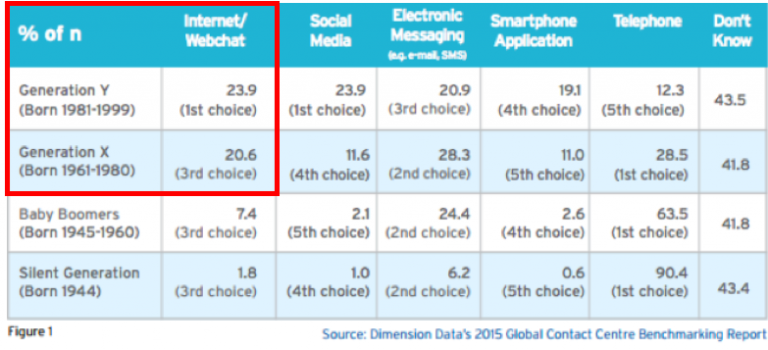 % of n Internet/ Social Electronic Smartphone Telephone Don't
Webchat Media Messaging Application Know
(e.g. e-mail, SMS)
Generation Y 23.9 23.9 20.9 19.1 12.3 43.5
(Born 1981-1999) (1st choice) (1st choice) (3rd choice) (4th choice) (5th choice)
Generation X 20.6 11.6 28.3 11.0 28.5 41.8
(Born 1961-1980) (3rd choice) (4th choice) (2nd choice) (5th choice) (1st choice)
Baby Boomers 7.4 2.1 24.4 2.6 63.5 41.8
(Born 1945-1960) (3rd choice) (5th choice) (2nd choice) (4th choice) (1st choice)
Silent Generation 1.8 1.0 6.2 0.6 90.4 43.4
(Born 1944) (3rd choice) (4th choice) (2nd choice) (5th choice) (1st choice)
Figure 1 Source: Dimension Data's 2015 Global Contact Centre Benchmarking Report